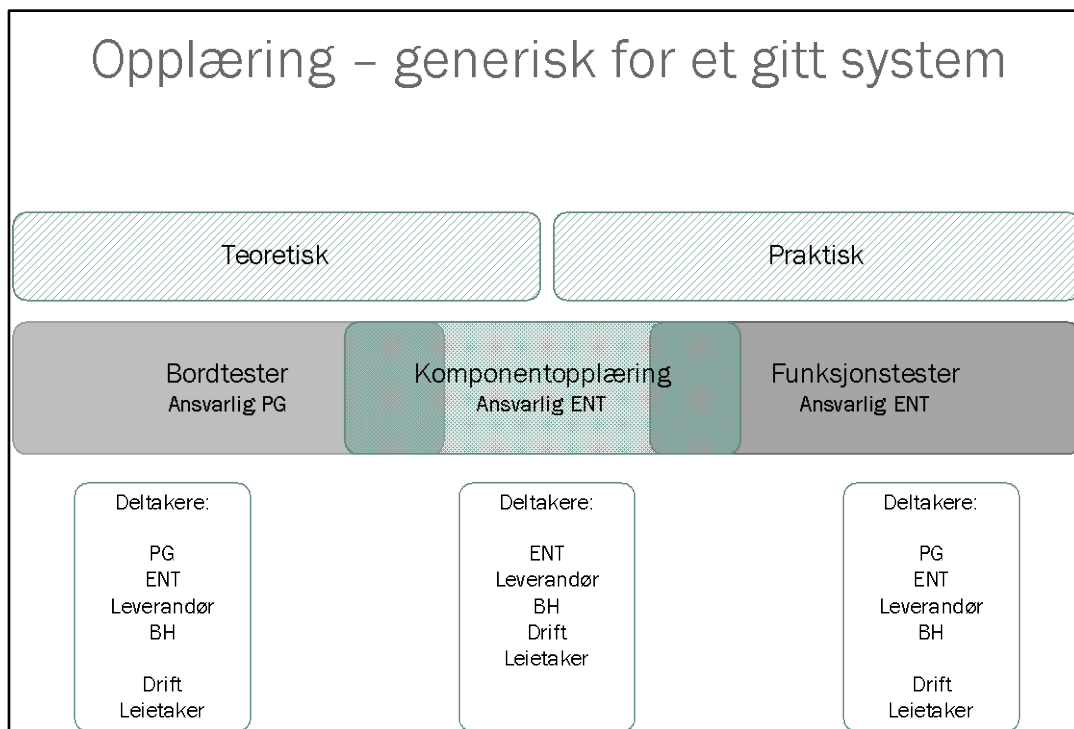 Opplæring – generisk for et gitt system
Teoretisk
Praktisk
Bordtester
Ansvarlig PG
Komponentopplæring
Ansvarlig ENT
Funksjonstester
Ansvarlig ENT
Deltakere:
PG
ENT
Leverandør
BH
Drift
Leietaker
Deltakere:
ENT
Leverandør
BH
Drift
Leietaker
Deltakere:
PG
ENT
Leverandør
BH
Drift
Leietaker